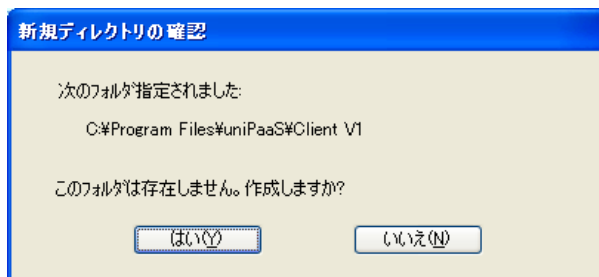 新規ディレクトリの確認
次のフォルダ指定されました:
C:¥Program Files¥uniPaaS¥Client V1
このフォルダは存在しません。作成しますか?
はい(Y)
いいえ(N)